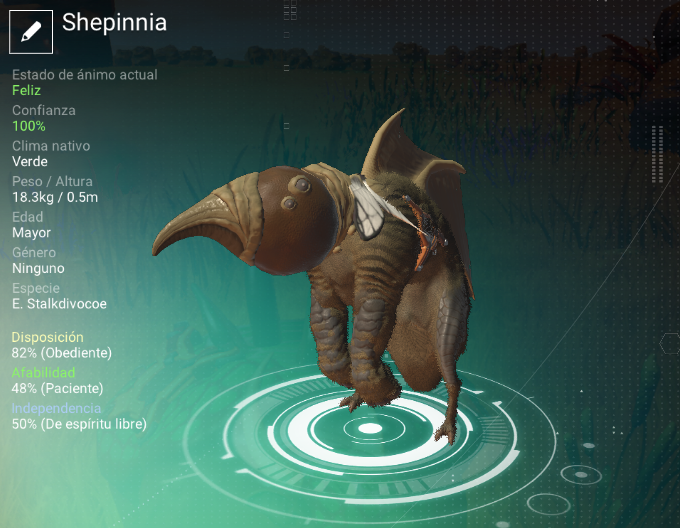 Shepinnia
Estado de ánimo actual
Feliz
Confianza
100%
Clima nativo
Verde
Peso / Altura
18.3kg / 0.5m
Edad
Mayor
Género
Ninguno
Especie
E. Stalkdivocoe
Disposición
82% (Obediente)
Afabilidad
48% (Paciente)
Independencia
50% (De espíritu libre)